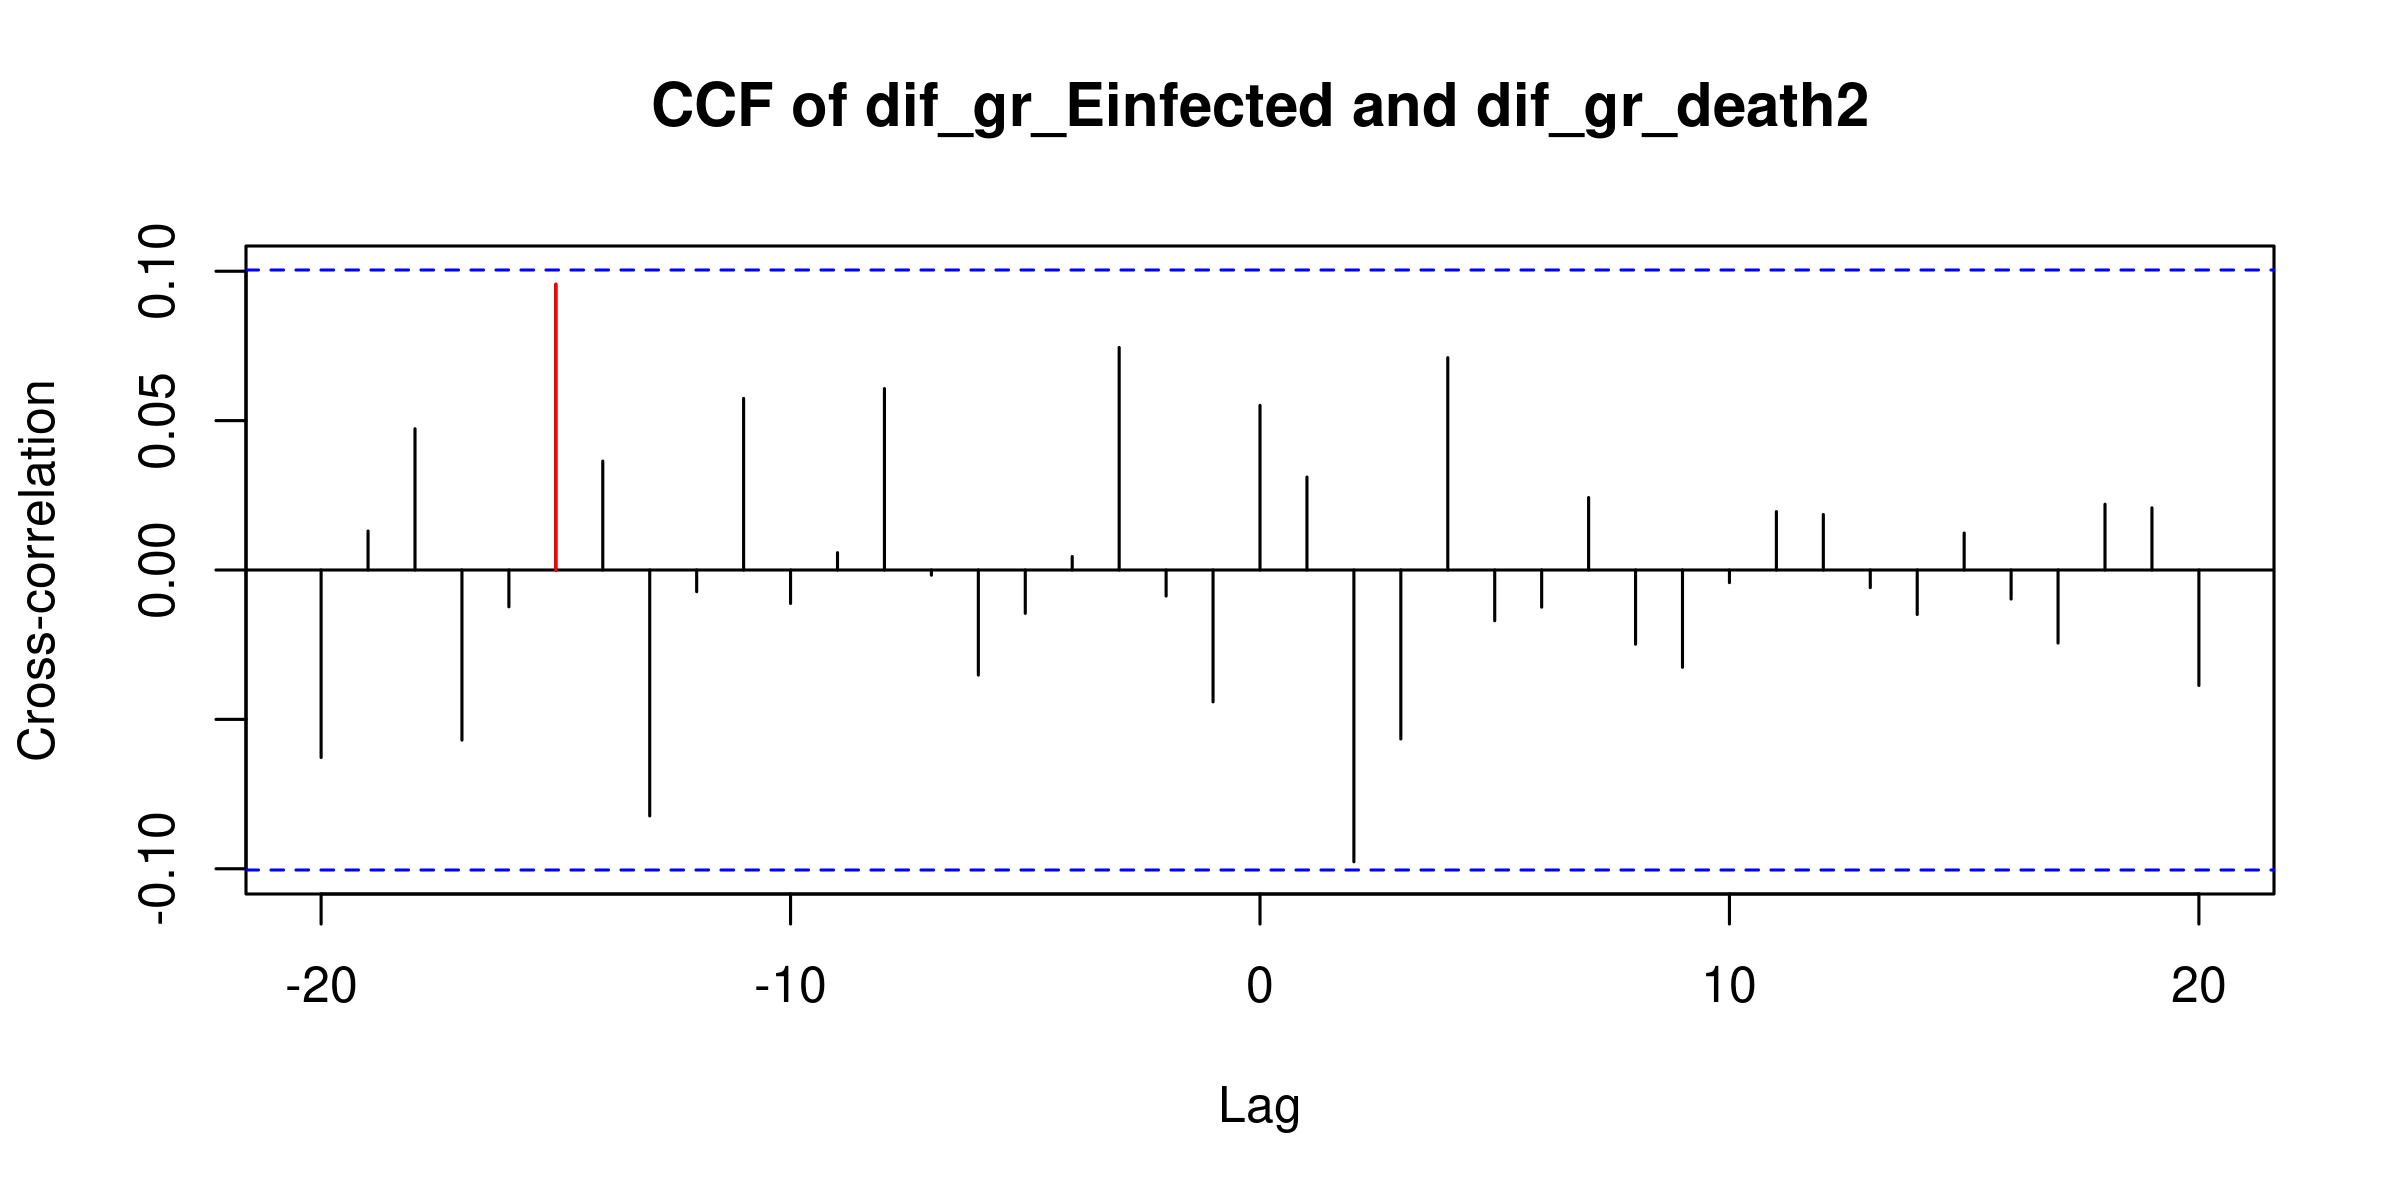 CCF of dif_gr_Einfected and dif_gr_death2
Cross-correlation
0.10
0.05
0.00
-0.10
-20 -10 0 10 20
Lag